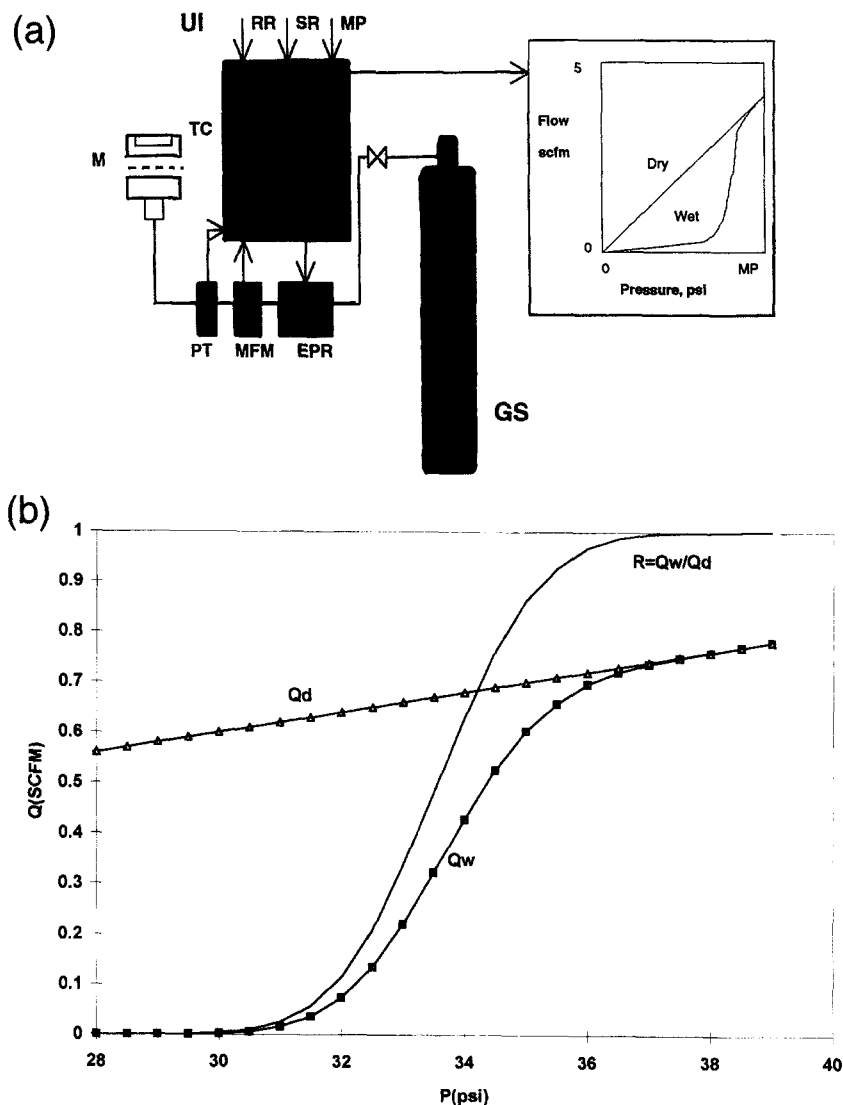 (a)
UI RR SR MP
TC
M
PT MFM EPR
GS
5
Flow
scfm
Dry
Wet
0
0 MP
Pressure, psi
(b)
1
0.9
0.8
0.7
0.6
0.5
0.4
0.3
0.2
0.1
0
Q(SCFM)
R=Qw/Qd
Qd
Qw
28 30 32 34 36 38 40
P(psi)